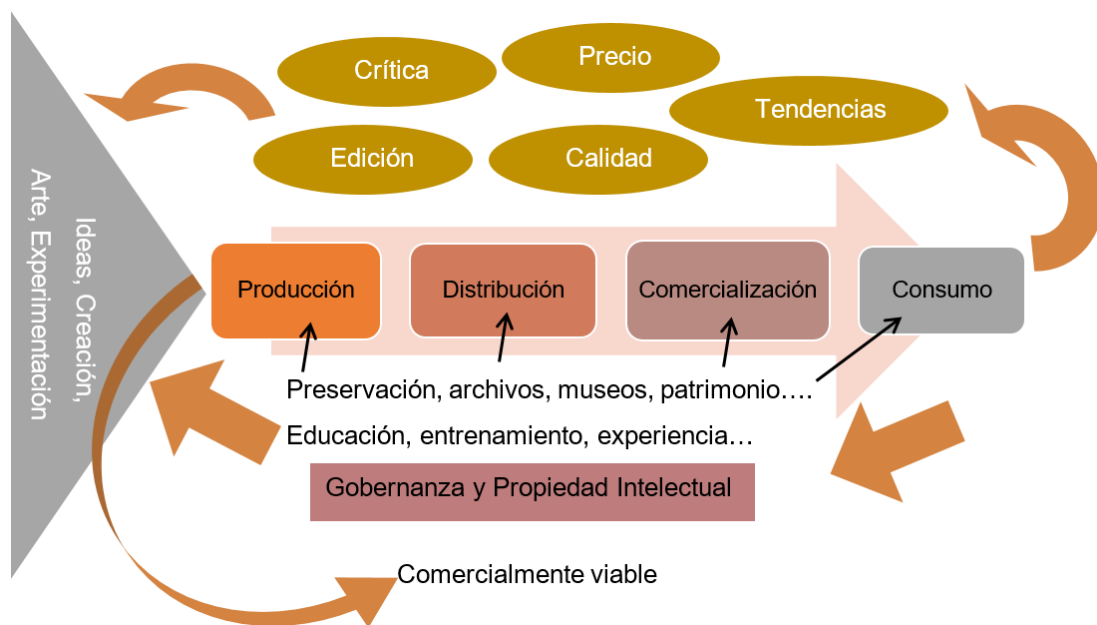 Crítica
Precio
Tendencias
Edición
Calidad
Ideas, Creación,
Arte, Experimentación
Producción
Distribución
Comercialización
Consumo
Preservación, archivos, museos, patrimonio….
Educación, entrenamiento, experiencia…
Gobernanza y Propiedad Intelectual
Comercialmente viable